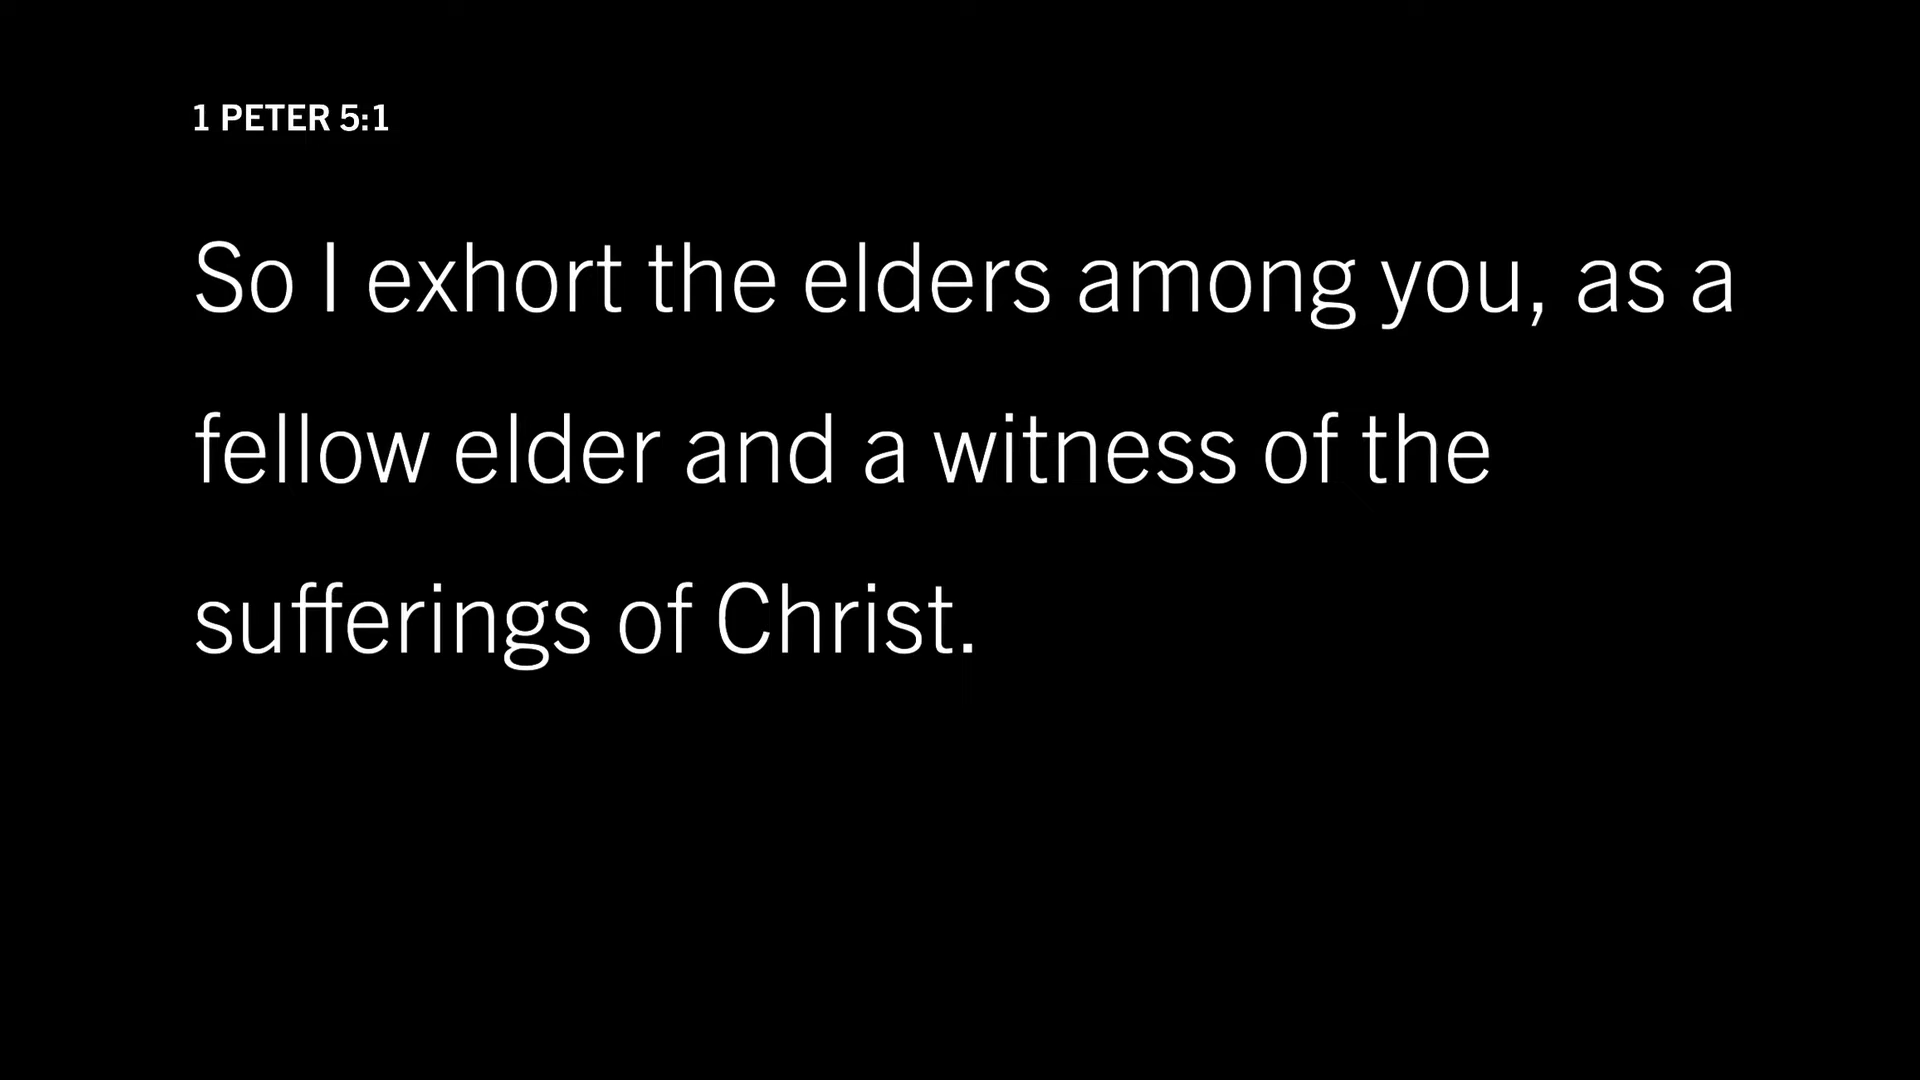 1 PETER 5:1
So I exhort the elders among you, as a
fellow elder and a witness of the
sufferings of Christ.